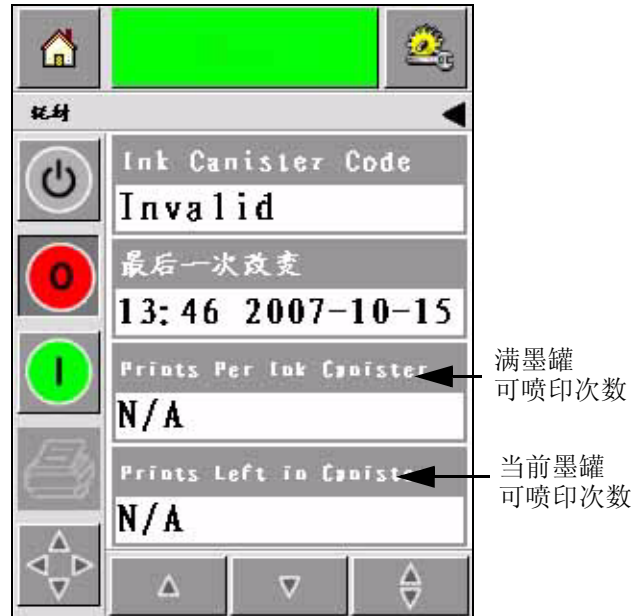 耗材
Ink Canister Code
Invalid
最后一次改变
13:46 2007-10-15
Prints Per Ink Canister
N/A
Prints Left in Caniste
N/A
满墨罐
可喷印次数
当前墨罐
可喷印次数